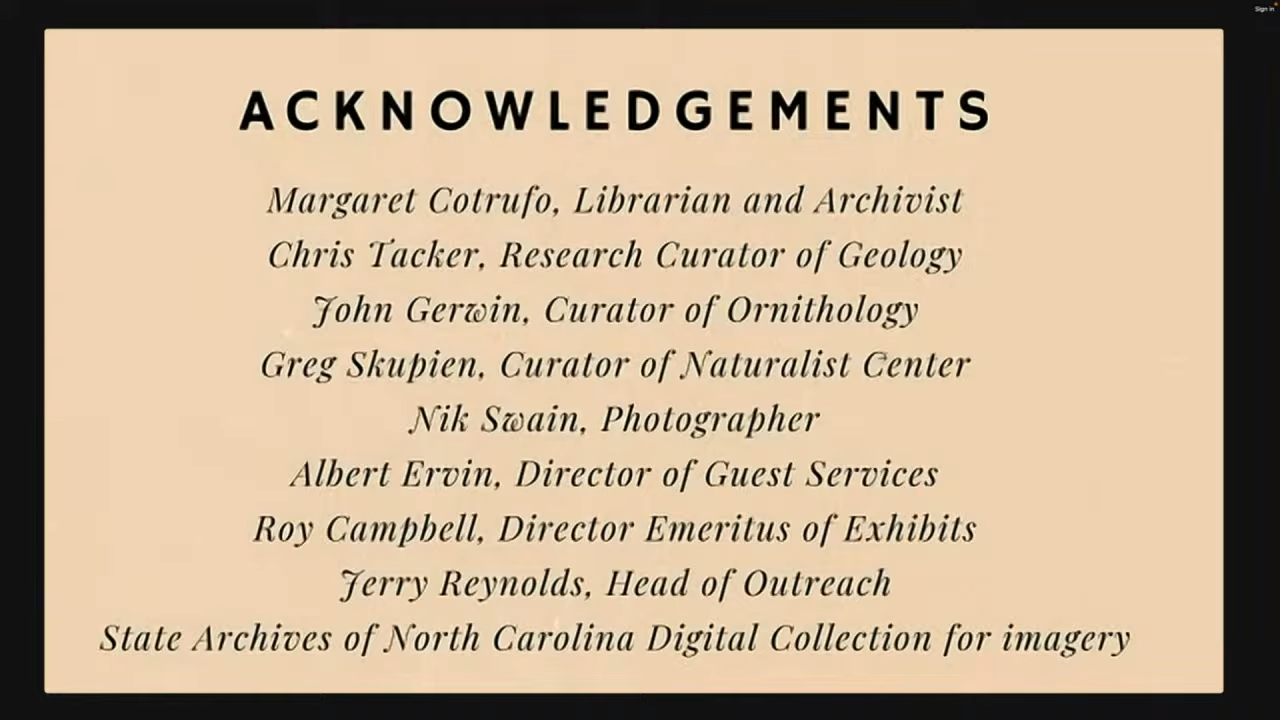 Sign in
ACKNOWLEDGEMENTS
Margaret Cotrufo, Librarian and Archivist
Chris Tacker, Research Curator of Geology
John Gerwin, Curator of Ornithology
Greg Skupien, Curator of Naturalist Center
Nik Swain, Photographer
Albert Ervin, Director of Guest Services
Roy Campbell, Director Emeritus of Exhibits
Jerry Reynolds, Head of Outreach
State Archives of North Carolina Digital Collection for imagery